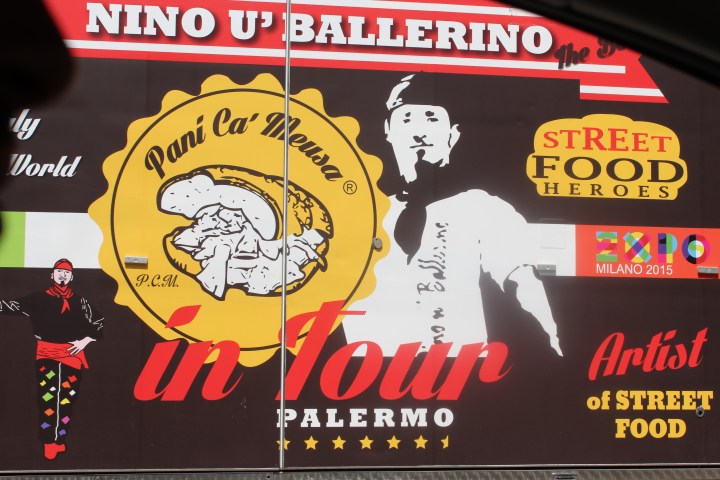 NINO U' BALLERINO
The
Pani Ca' Meusa
®
World
STREET
FOOD
HEROES
EXPO
MILANO 2015
P.C.M.
u' Ballerino
in Tour
PALERMO
Artist
of STREET
FOOD